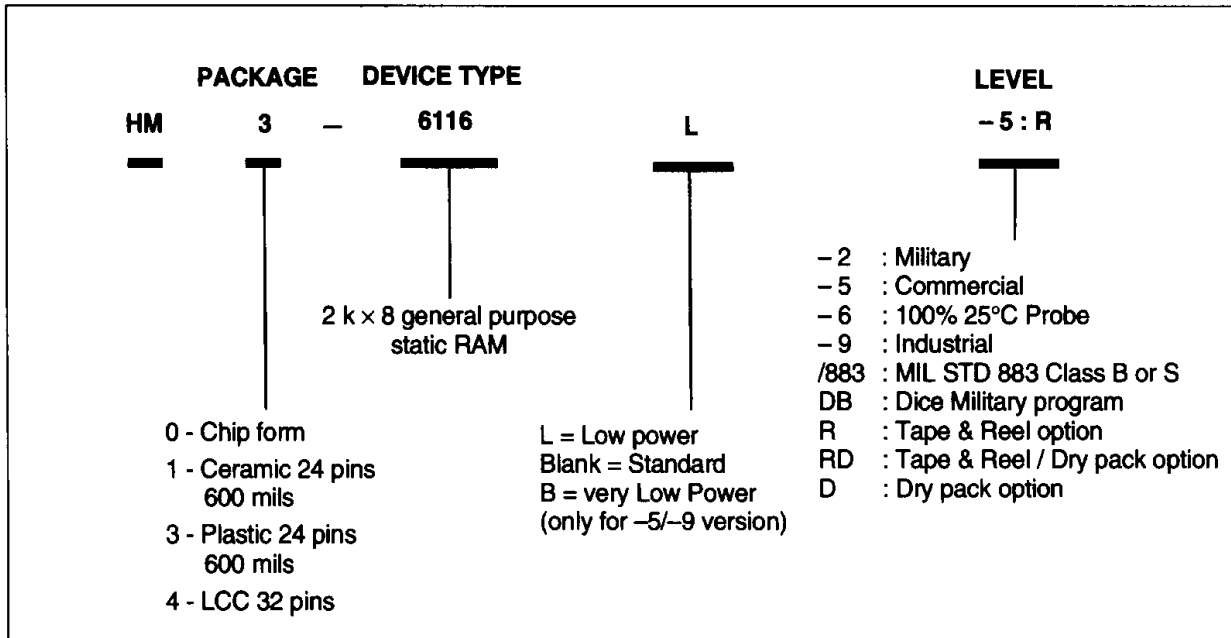 PACKAGE DEVICE TYPE LEVEL
HM 3 – 6116 L – 5 : R
2 k × 8 general purpose
static RAM
0 - Chip form
1 - Ceramic 24 pins
600 mils
3 - Plastic 24 pins
600 mils
4 - LCC 32 pins
L = Low power
Blank = Standard
B = very Low Power
(only for –5/–9 version)
– 2 : Military
– 5 : Commercial
– 6 : 100% 25°C Probe
– 9 : Industrial
/883 : MIL STD 883 Class B or S
DB : Dice Military program
R : Tape & Reel option
RD : Tape & Reel / Dry pack option
D : Dry pack option